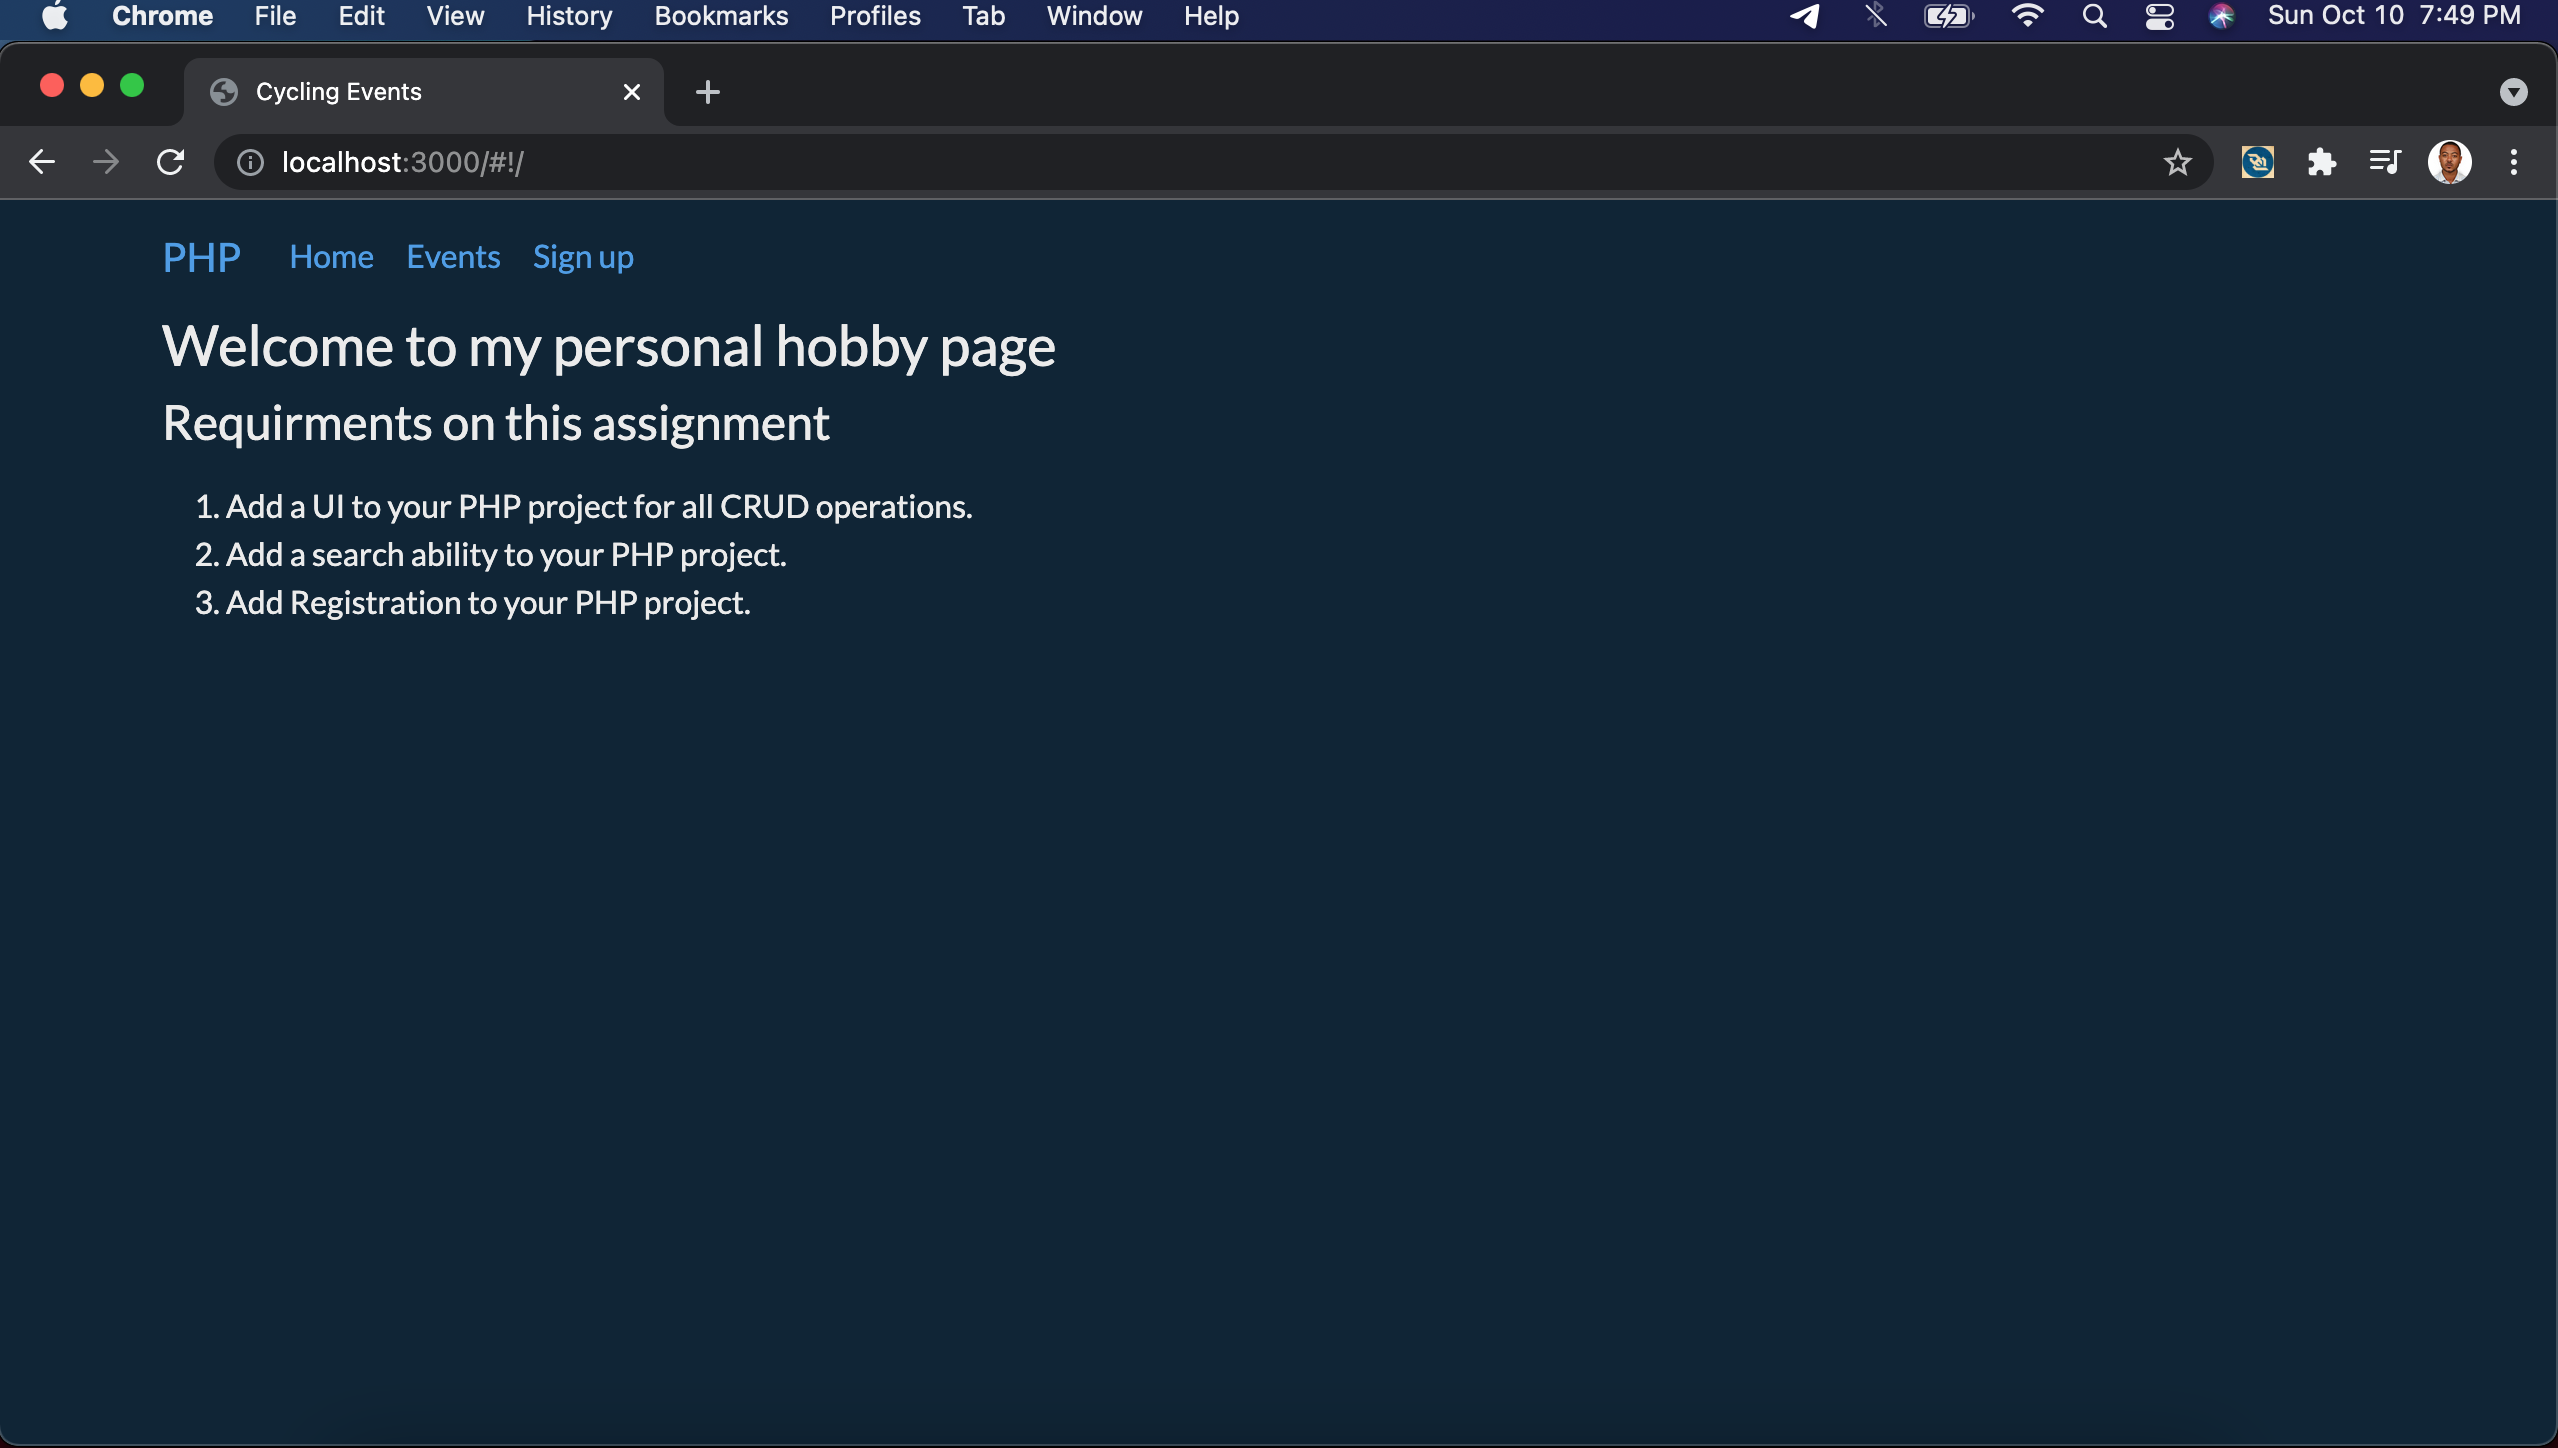 Chrome File Edit View History Bookmarks Profiles Tab Window Help Sun Oct 10 7:49 PM
Cycling Events
localhost:3000/#!/
PHP Home Events Sign up
Welcome to my personal hobby page
Requirments on this assignment
1. Add a UI to your PHP project for all CRUD operations.
2. Add a search ability to your PHP project.
3. Add Registration to your PHP project.